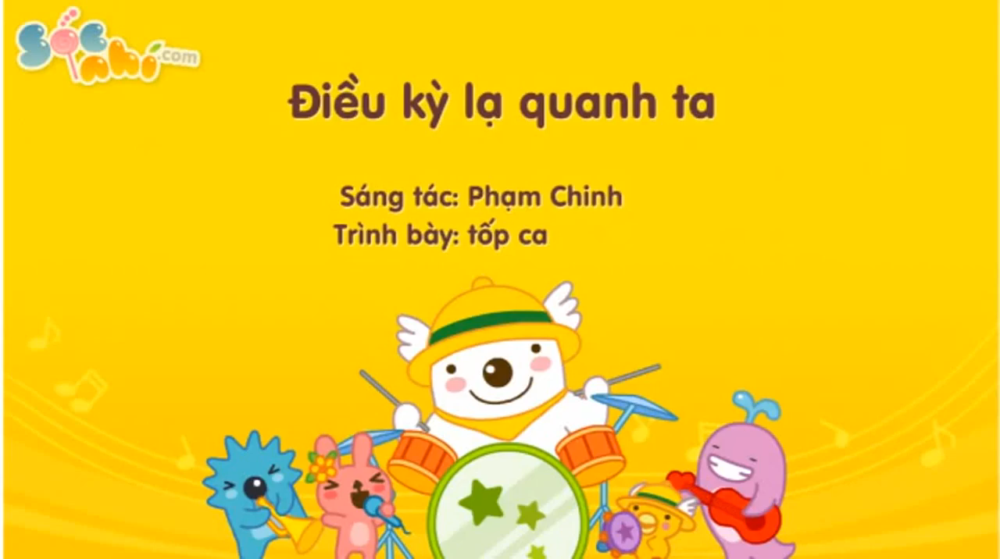 Sóc nhí.com
Điều kỳ lạ quanh ta
Sáng tác: Phạm Chinh
Trình bày: tốp ca